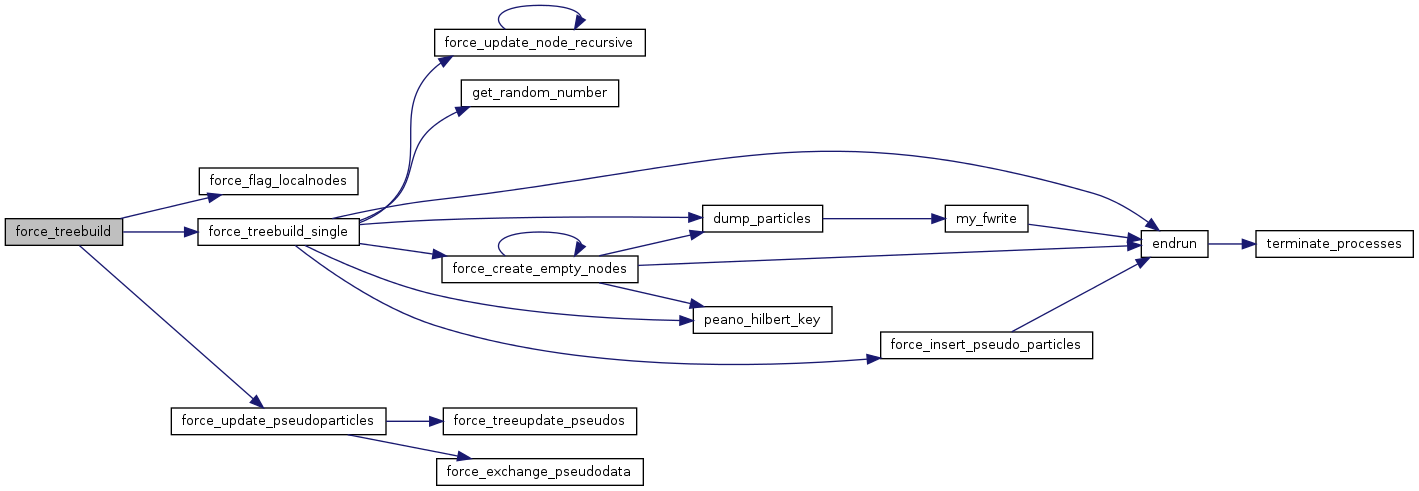 force_update_node_recursive
get_random_number
force_flag_localnodes
force_treebuild
force_treebuild_single
dump_particles
my_fwrite
endrun
terminate_processes
force_create_empty_nodes
peano_hilbert_key
force_insert_pseudo_particles
force_update_pseudoparticles
force_treeupdate_pseudos
force_exchange_pseudodata